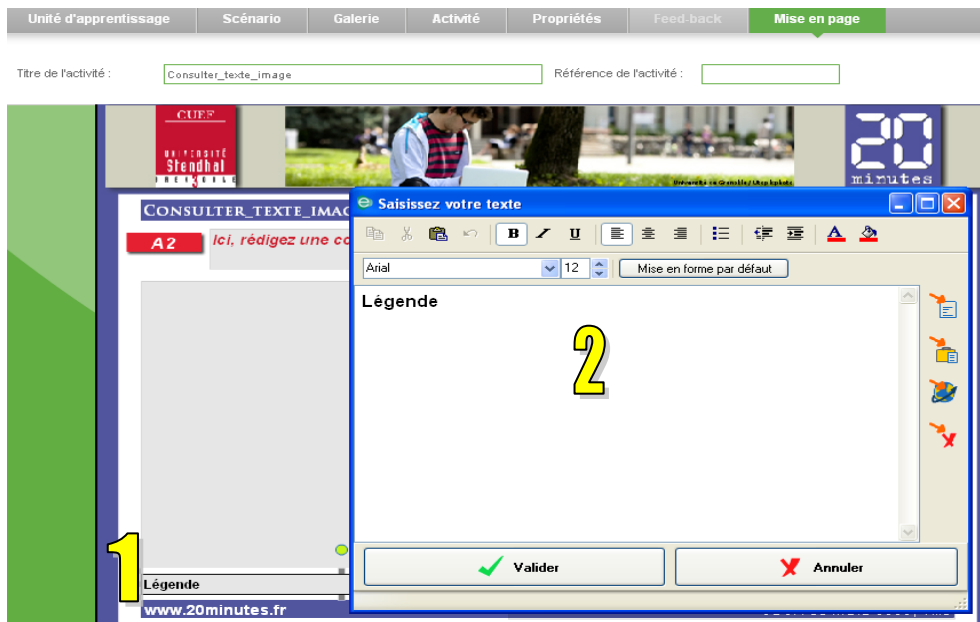 Unité d'apprentissage Scénario Galerie Activité Propriétés Feed-back Mise en page
Titre de l'activité : Consulter_texte_image Référence de l'activité :
CUEF
UNIVERSITÉ
Stendhal
20
minutes
CONSULTER_TEXTE_IMAG
A2 Ici, rédigez une co
Saisissez votre texte
B I U
Arial 12 Mise en forme par défaut
Légende
2
1
Valider Annuler
Légende
www.20minutes.fr